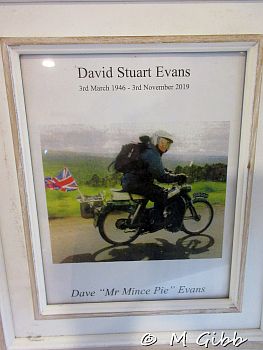 David Stuart Evans
3rd March 1946 - 3rd November 2019
Dave "Mr Mince Pie" Evans
© M Gibb